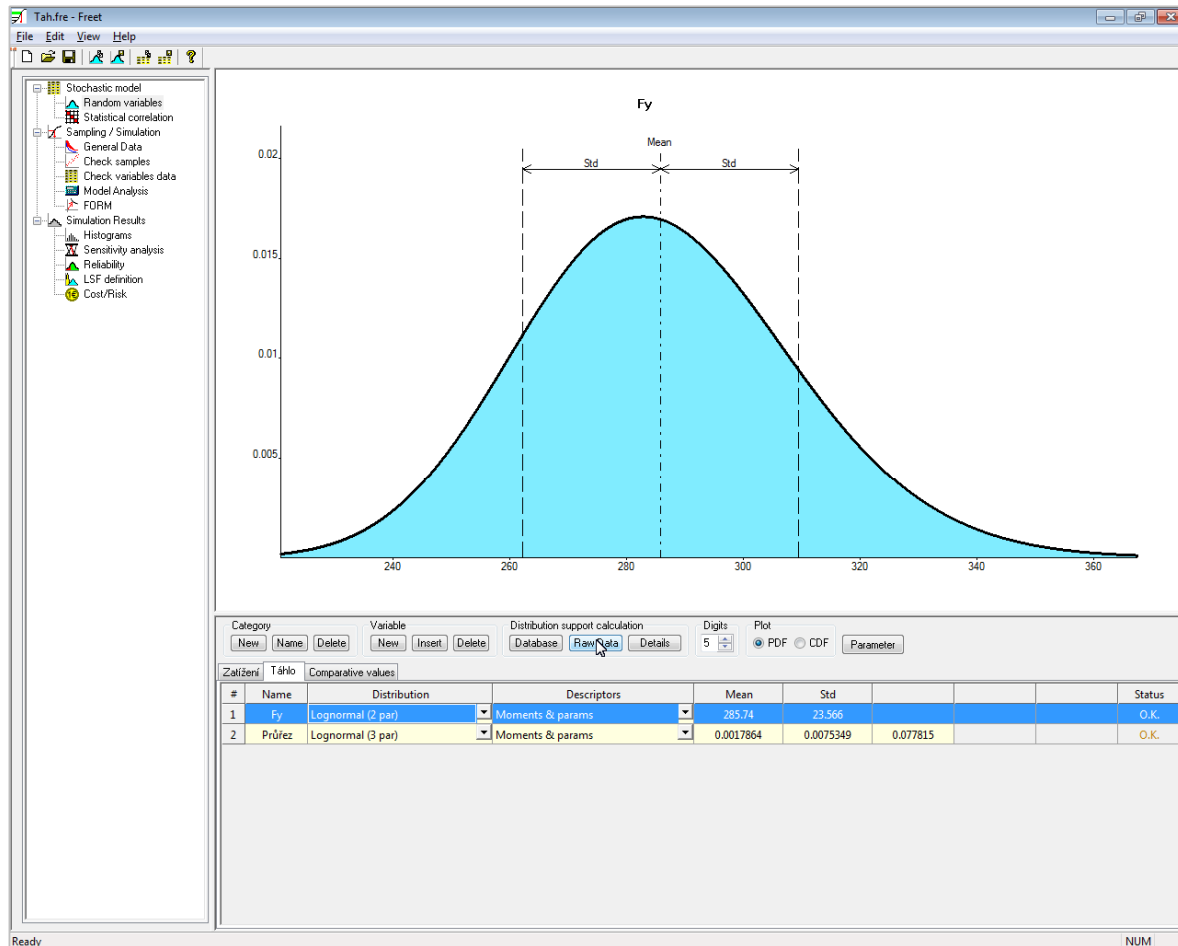 Tah.fre - Freet
File Edit View Help
Stochastic model
Random variables
Statistical correlation
Sampling / Simulation
General Data
Check samples
Check variables data
Model Analysis
FORM
Simulation Results
Histograms
Sensitivity analysis
Reliability
LSF definition
Cost/Risk
Fy
Mean
Std Std
0.02
0.015
0.01
0.005
240 260 280 300 320 340 360
Category Variable Distribution support calculation Digits Plot
New Name Delete New Insert Delete Database Raw Data Details 5 PDF CDF Parameter
Zatížení Táhlo Comparative values
# Name Distribution Descriptors Mean Std Status
1 Fy Lognormal (2 par) Moments & params 285.74 23.566 O.K.
2 Průřez Lognormal (3 par) Moments & params 0.0017864 0.0075349 0.077815 O.K.
Ready NUM